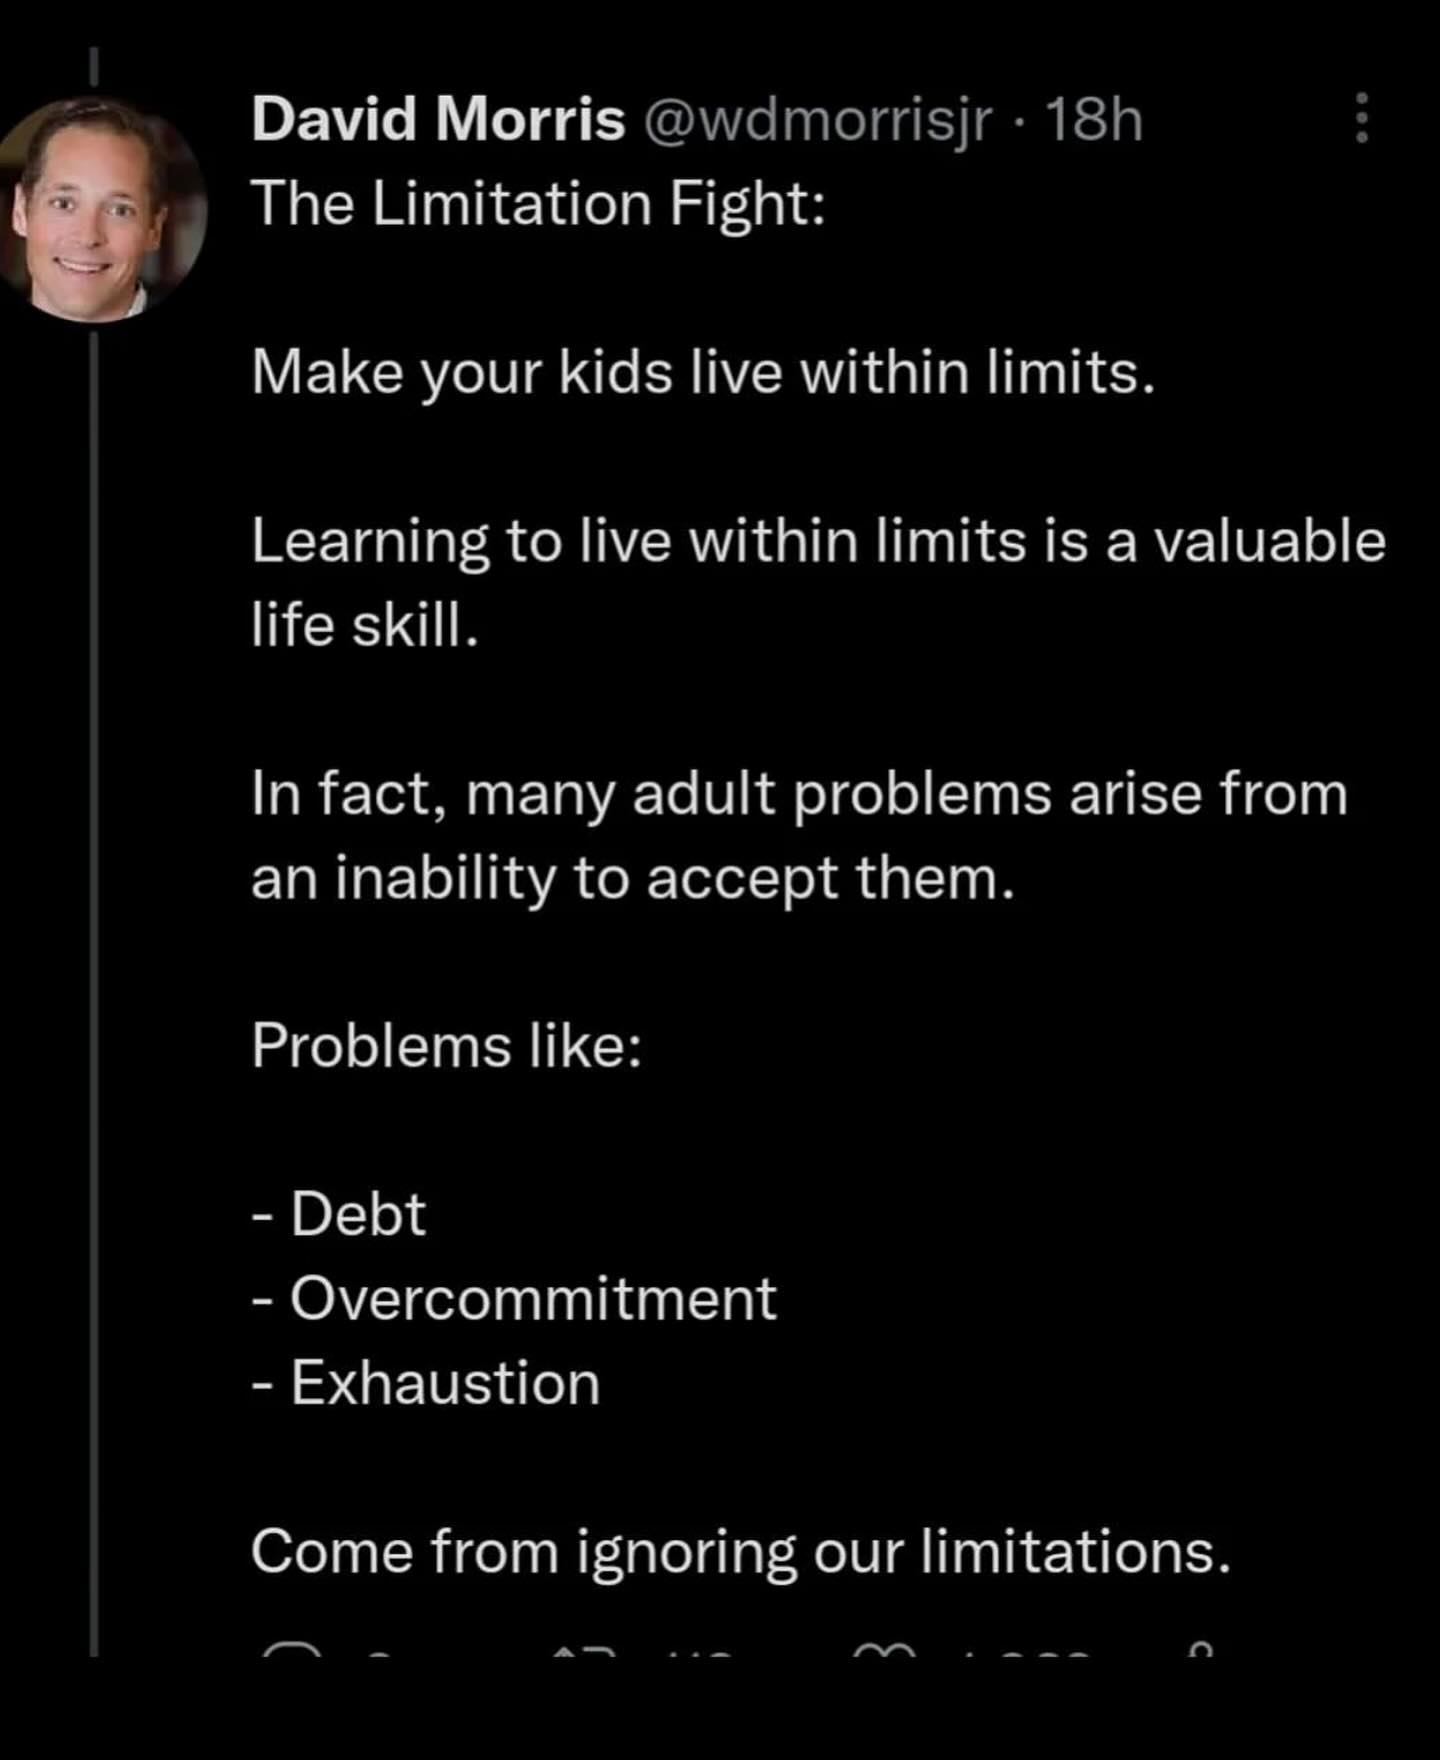 David Morris @wdmorrisjr · 18h
The Limitation Fight:
Make your kids live within limits.
Learning to live within limits is a valuable
life skill.
In fact, many adult problems arise from
an inability to accept them.
Problems like:
- Debt
- Overcommitment
- Exhaustion
Come from ignoring our limitations.